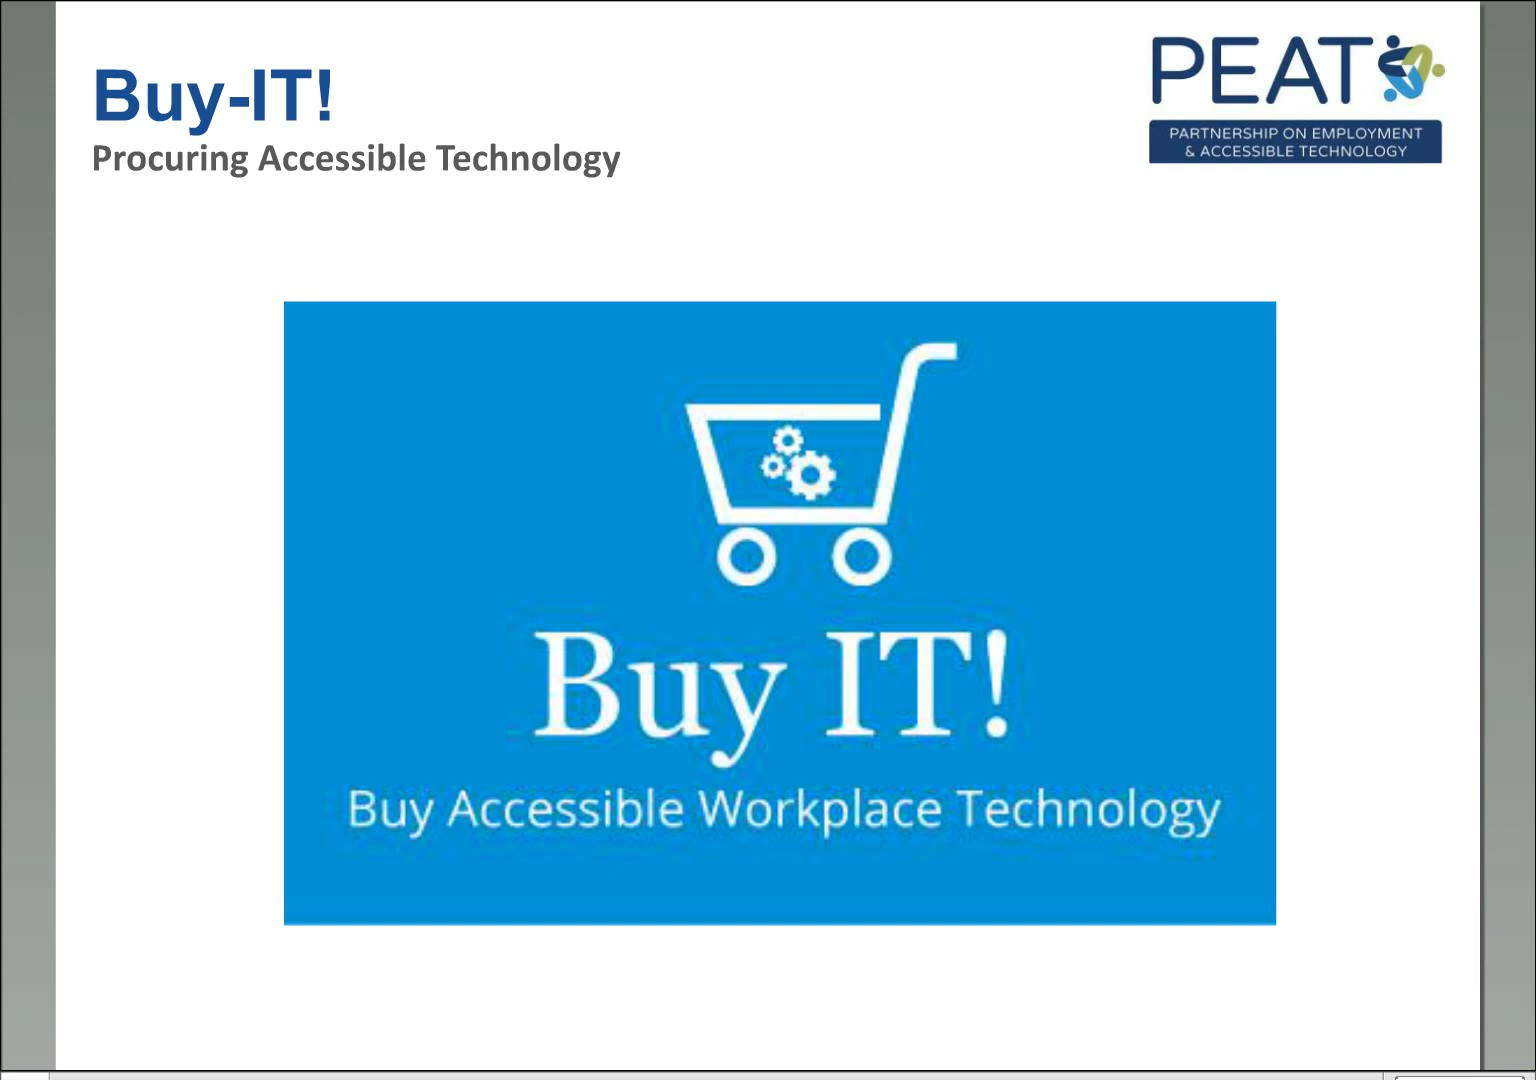 Buy-IT!
Procuring Accessible Technology
PEAT
PARTNERSHIP ON EMPLOYMENT
& ACCESSIBLE TECHNOLOGY
Buy IT!
Buy Accessible Workplace Technology